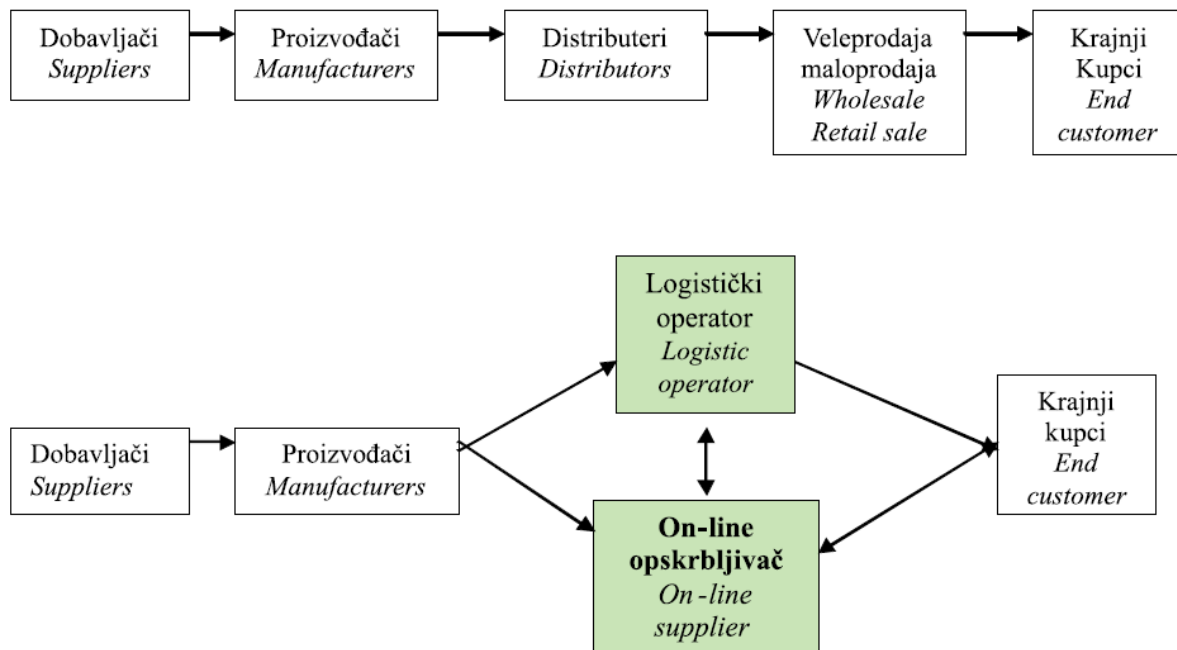 Dobavljači
Suppliers
Proizvođači
Manufacturers
Distributeri
Distributors
Veleprodaja
maloprodaja
Wholesale
Retail sale
Krajnji
Kupci
End
customer
Logistički
operator
Logistic
operator
Dobavljači
Suppliers
Proizvođači
Manufacturers
On-line
opskrbljivač
On-line
supplier
Krajnji
kupci
End
customer